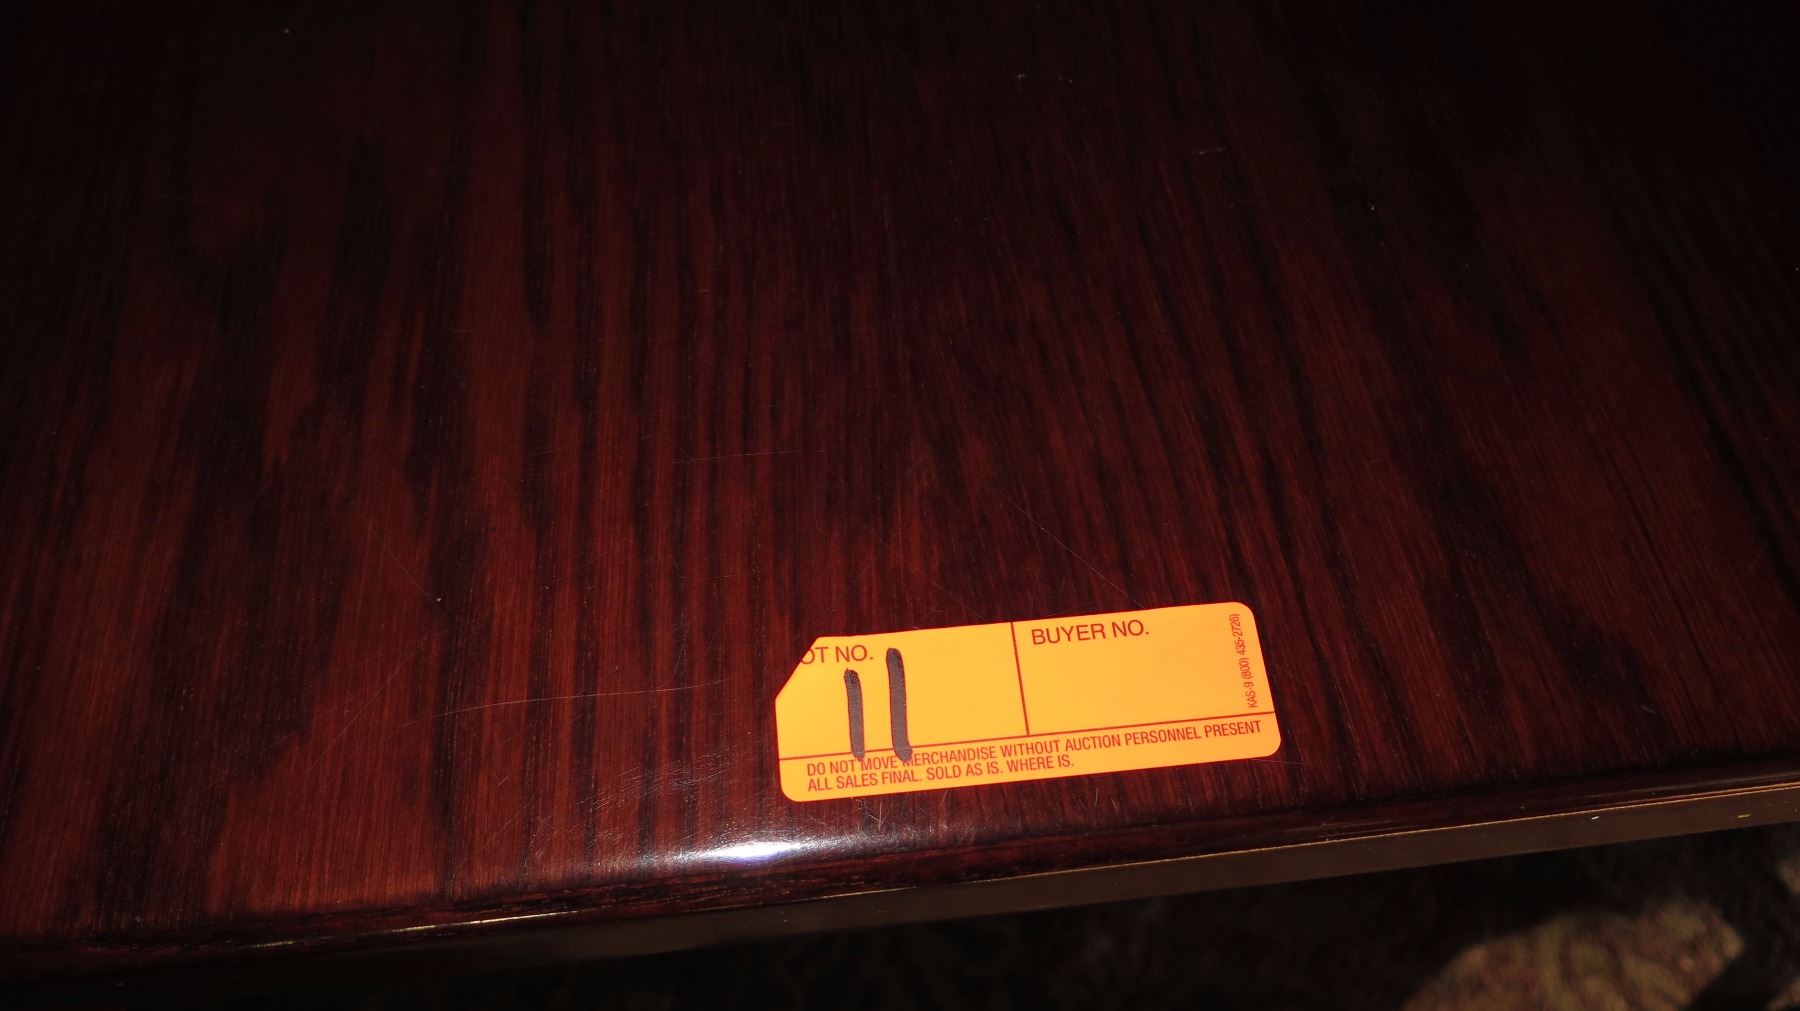 OT NO.
BUYER NO.
11
KAS-9 (800) 435-2726)
DO NOT MOVE MERCHANDISE WITHOUT AUCTION PERSONNEL PRESENT
ALL SALES FINAL. SOLD AS IS. WHERE IS.